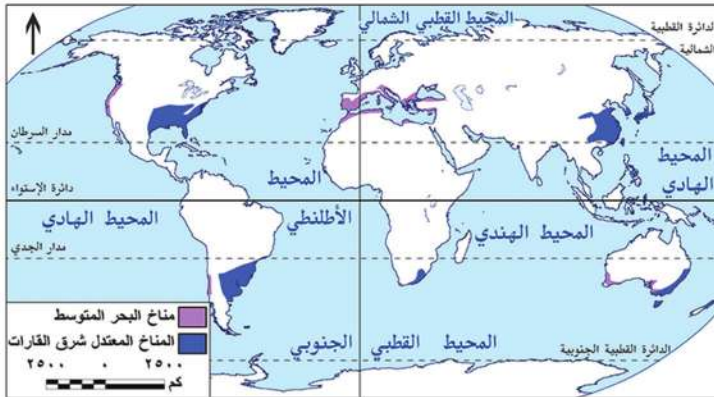 المحيط القطبي الشمالي
الدائرة القطبية
الشمالية
مدار السرطان
المحيط
الهادي
المحيط
دائرة الإستواء
الأطلنطي
المحيط الهادي
المحيط الهندي
مدار الجدي
مناخ البحر المتوسط
المناخ المعتدل شرق القارات
٢٥٠٠ ٠ ٢٥٠٠
كم
المحيط القطبي الجنوبي
الدائرة القطبية الجنوبية